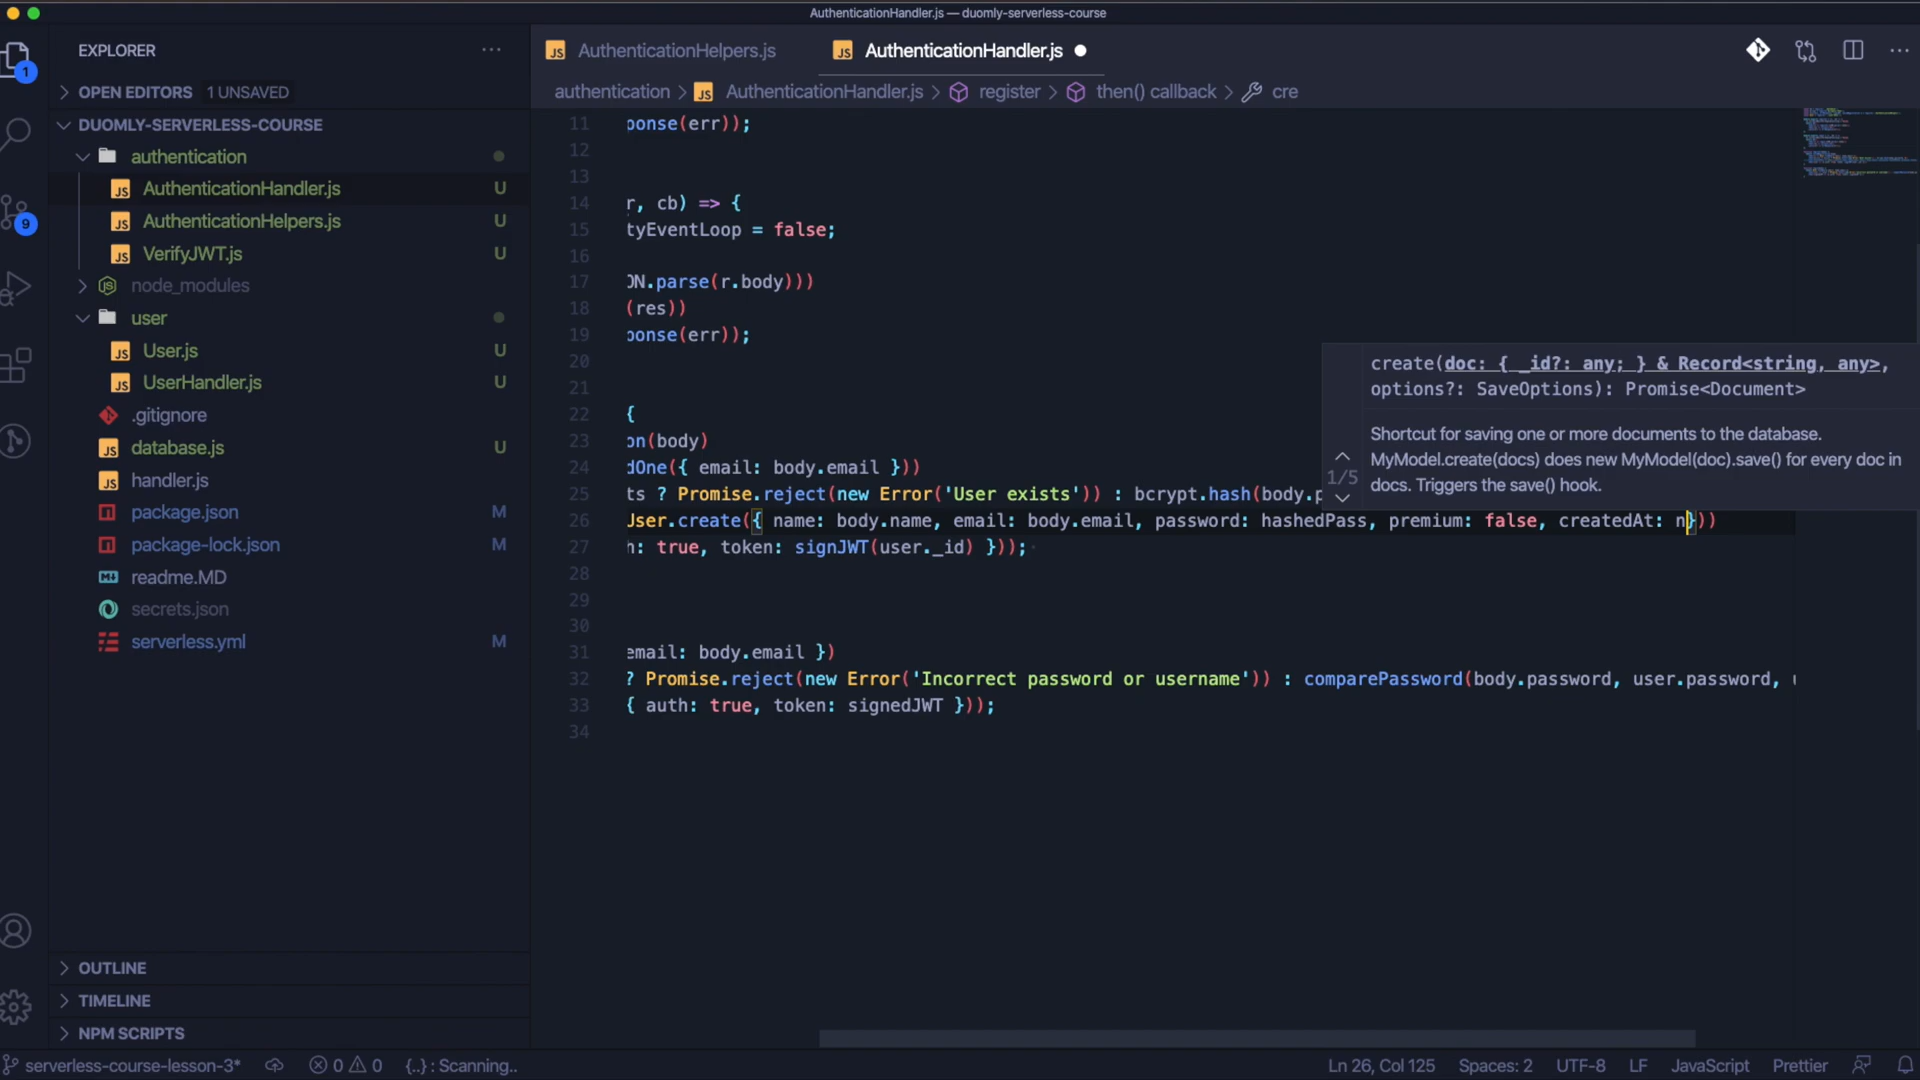 AuthenticationHandler.js — duomly-serverless-course
EXPLORER
AuthenticationHelpers.js
AuthenticationHandler.js
OPEN EDITORS 1 UNSAVED
authentication > AuthenticationHandler.js > register > then() callback > cre
DUOMLY-SERVERLESS-COURSE
authentication
AuthenticationHandler.js U
AuthenticationHelpers.js U
VerifyJWT.js U
node_modules
user
User.js U
UserHandler.js U
.gitignore
database.js U
handler.js
package.json M
package-lock.json M
readme.MD
secrets.json
serverless.yml M
OUTLINE
TIMELINE
NPM SCRIPTS
1
9
11 ponse(err));
12
13
14 r, cb) => {
15 tyEventLoop = false;
16
17 ON.parse(r.body)))
18 (res))
19 ponse(err));
20
21
22 {
23 on(body)
24 dOne({ email: body.email }))
25 ts ? Promise.reject(new Error('User exists')) : bcrypt.hash(body.p
26 User.create({ name: body.name, email: body.email, password: hashedPass, premium: false, createdAt: n}))
27 h: true, token: signJWT(user._id) }));
28
29
30
31 email: body.email })
32 ? Promise.reject(new Error('Incorrect password or username')) : comparePassword(body.password, user.password, u
33 { auth: true, token: signedJWT }));
34
create(doc: { _id?: any; } & Record<string, any>,
options?: SaveOptions): Promise<Document>
1/5
Shortcut for saving one or more documents to the database.
MyModel.create(docs) does new MyModel(doc).save() for every doc in
docs. Triggers the save() hook.
serverless-course-lesson-3* 0 0 {..} : Scanning.. Ln 26, Col 125 Spaces: 2 UTF-8 LF JavaScript Prettier